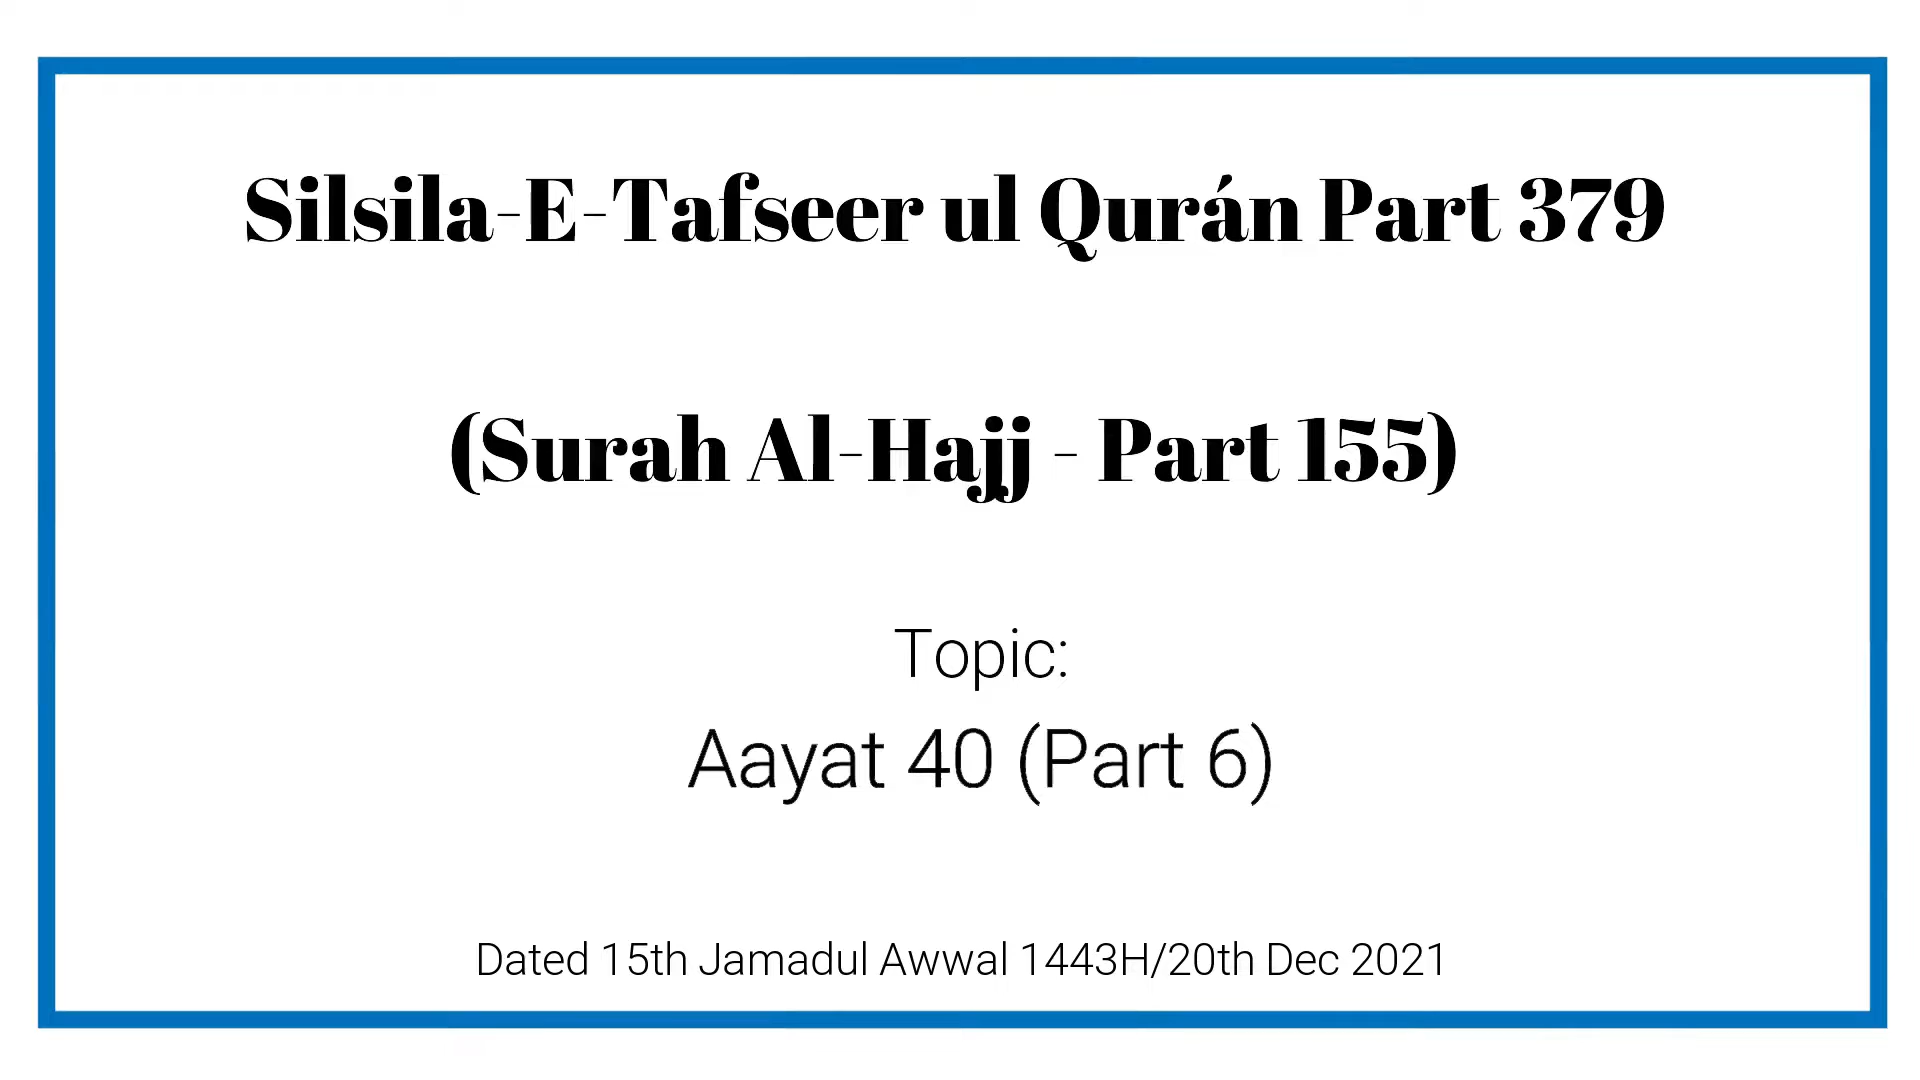 Silsila-E-Tafseer ul Qurán Part 379
(Surah Al-Hajj - Part 155)
Topic:
Aayat 40 (Part 6)
Dated 15th Jamadul Awwal 1443H/20th Dec 2021